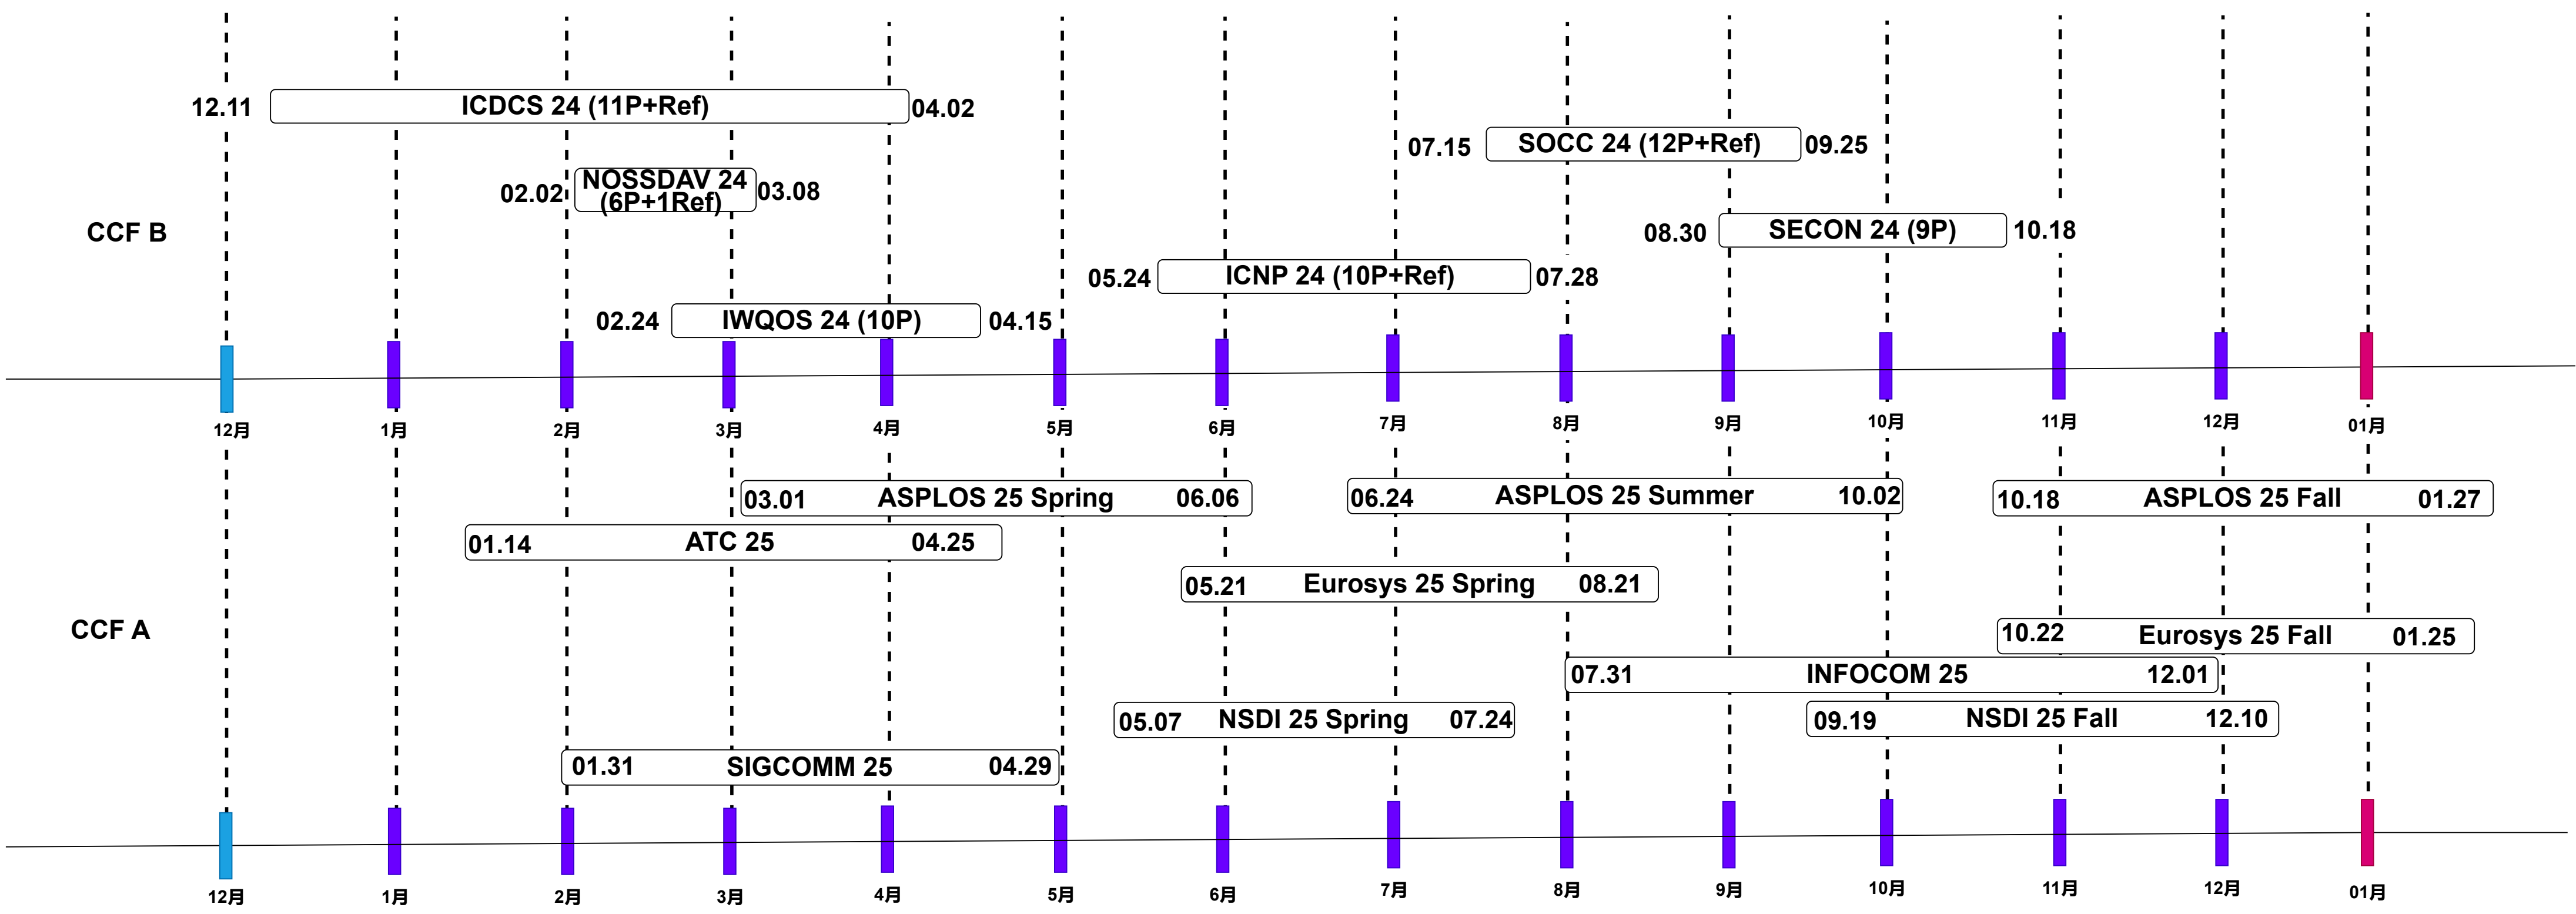 12.11 ICDCS 24 (11P+Ref) 04.02
07.15 SOCC 24 (12P+Ref) 09.25
02.02 NOSSDAV 24 03.08
(6P+1Ref)
CCF B
08.30 SECON 24 (9P) 10.18
05.24 ICNP 24 (10P+Ref) 07.28
02.24 IWQOS 24 (10P) 04.15
12月 1月 2月 3月 4月 5月 6月 7月 8月 9月 10月 11月 12月 01月
03.01 ASPLOS 25 Spring 06.06
06.24 ASPLOS 25 Summer 10.02
10.18 ASPLOS 25 Fall 01.27
01.14 ATC 25 04.25
05.21 Eurosys 25 Spring 08.21
CCF A
10.22 Eurosys 25 Fall 01.25
07.31 INFOCOM 25 12.01
05.07 NSDI 25 Spring 07.24
09.19 NSDI 25 Fall 12.10
01.31 SIGCOMM 25 04.29
12月 1月 2月 3月 4月 5月 6月 7月 8月 9月 10月 11月 12月 01月